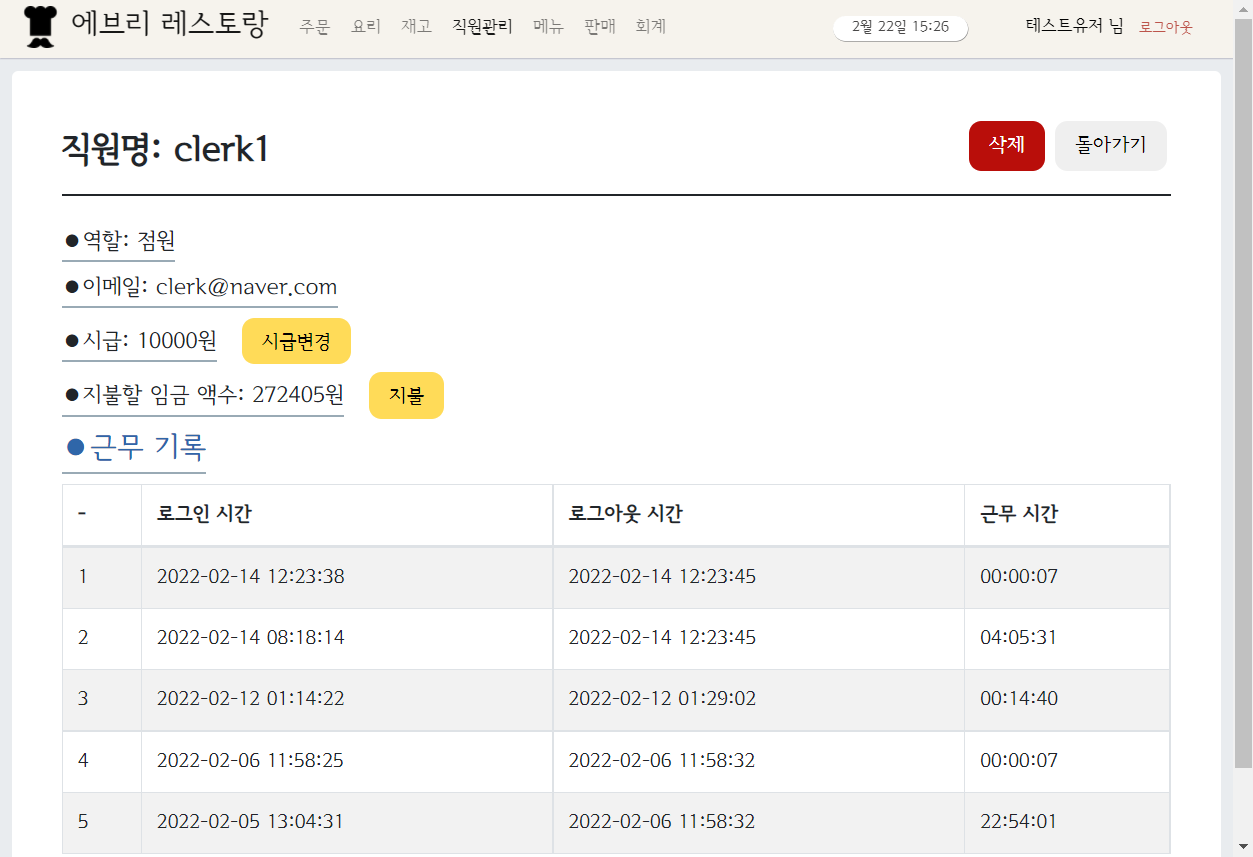 에브리 레스토랑 주문 요리 재고 직원관리 메뉴 판매 회계 2월 22일 15:26 테스트유저 님 로그아웃
직원명: clerk1 삭제 돌아가기
●역할: 점원
●이메일: clerk@naver.com
●시급: 10000원 시급변경
●지불할 임금 액수: 272405원 지불
●근무 기록
- 로그인 시간 로그아웃 시간 근무 시간
1 2022-02-14 12:23:38 2022-02-14 12:23:45 00:00:07
2 2022-02-14 08:18:14 2022-02-14 12:23:45 04:05:31
3 2022-02-12 01:14:22 2022-02-12 01:29:02 00:14:40
4 2022-02-06 11:58:25 2022-02-06 11:58:32 00:00:07
5 2022-02-05 13:04:31 2022-02-06 11:58:32 22:54:01